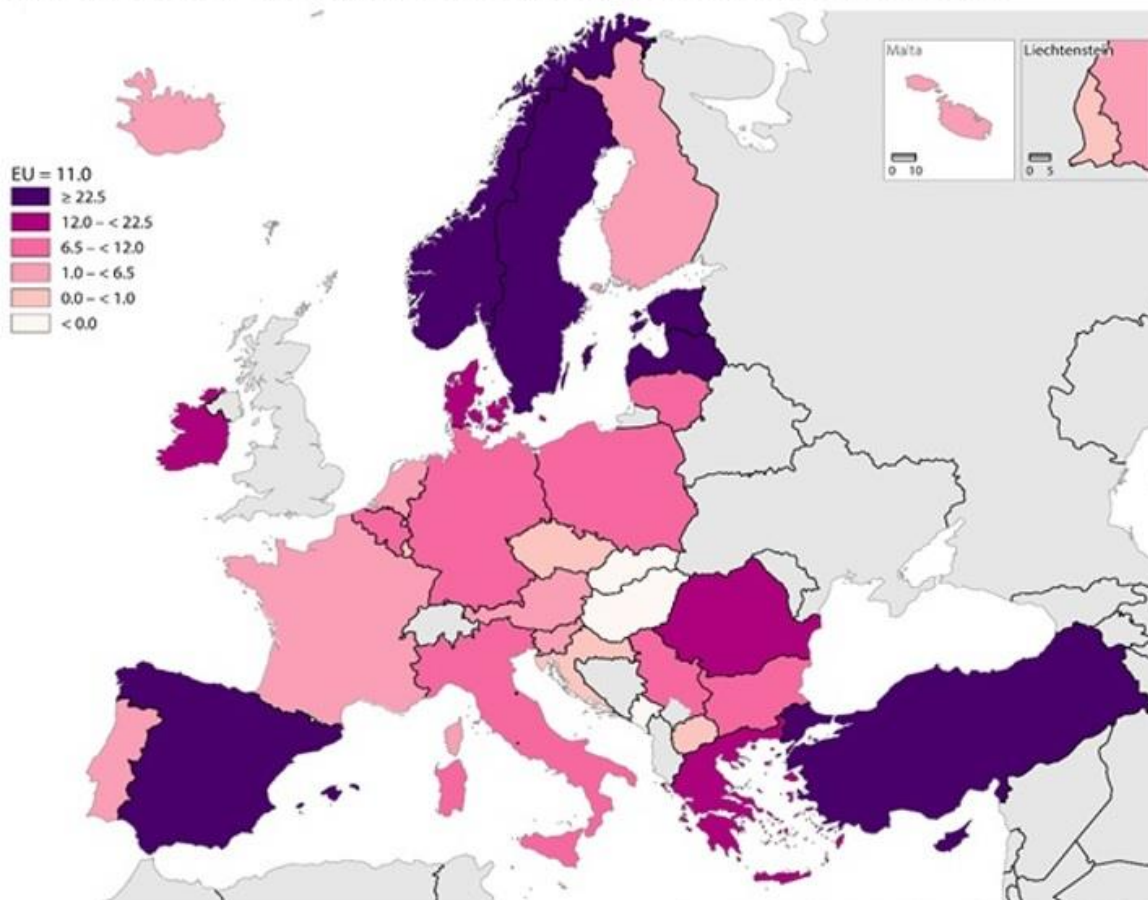 EU = 11.0
≥ 22.5
12.0 – < 22.5
6.5 – < 12.0
1.0 – < 6.5
0.0 – < 1.0
< 0.0
Malta
0 10
Liechtenstein
0 5